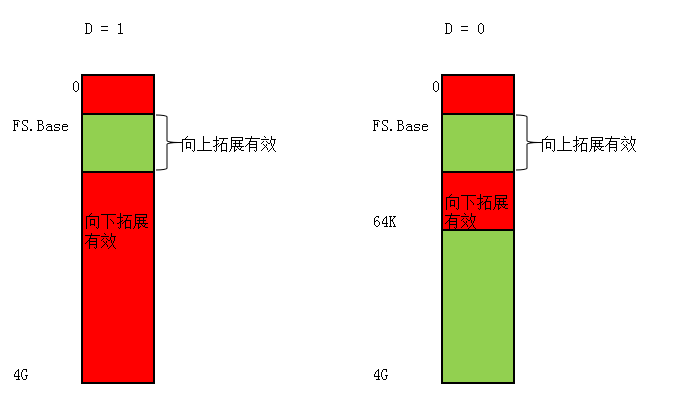 D = 1
D = 0
0
0
FS.Base
FS.Base
向上拓展有效
向上拓展有效
向下拓展
有效
向下拓展
有效
64K
4G
4G